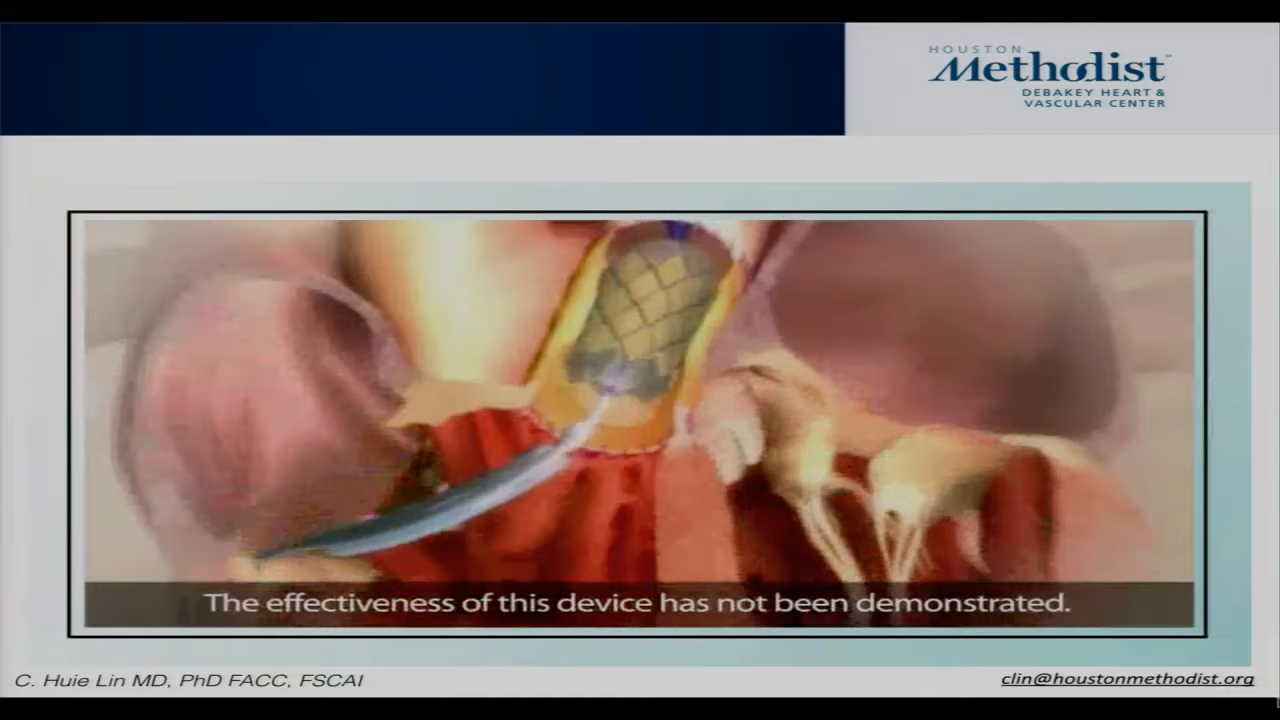 HOUSTON
Methodist
DEBAKEY HEART &
VASCULAR CENTER
The effectiveness of this device has not been demonstrated.
C. Huie Lin MD, PhD FACC, FSCAI
clin@houstonmethodist.org